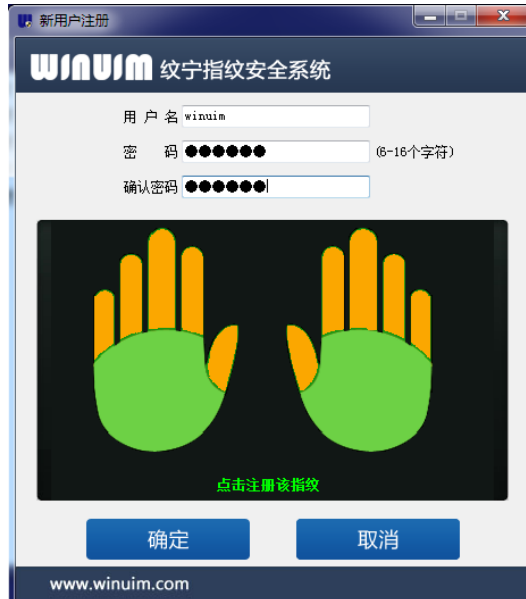 新用户注册
WINUIM 纹宁指纹安全系统
用 户 名 winuim
密 码 ●●●●●● (6-16个字符)
确认密码 ●●●●●●
点击注册该指纹
确定 取消
www.winuim.com